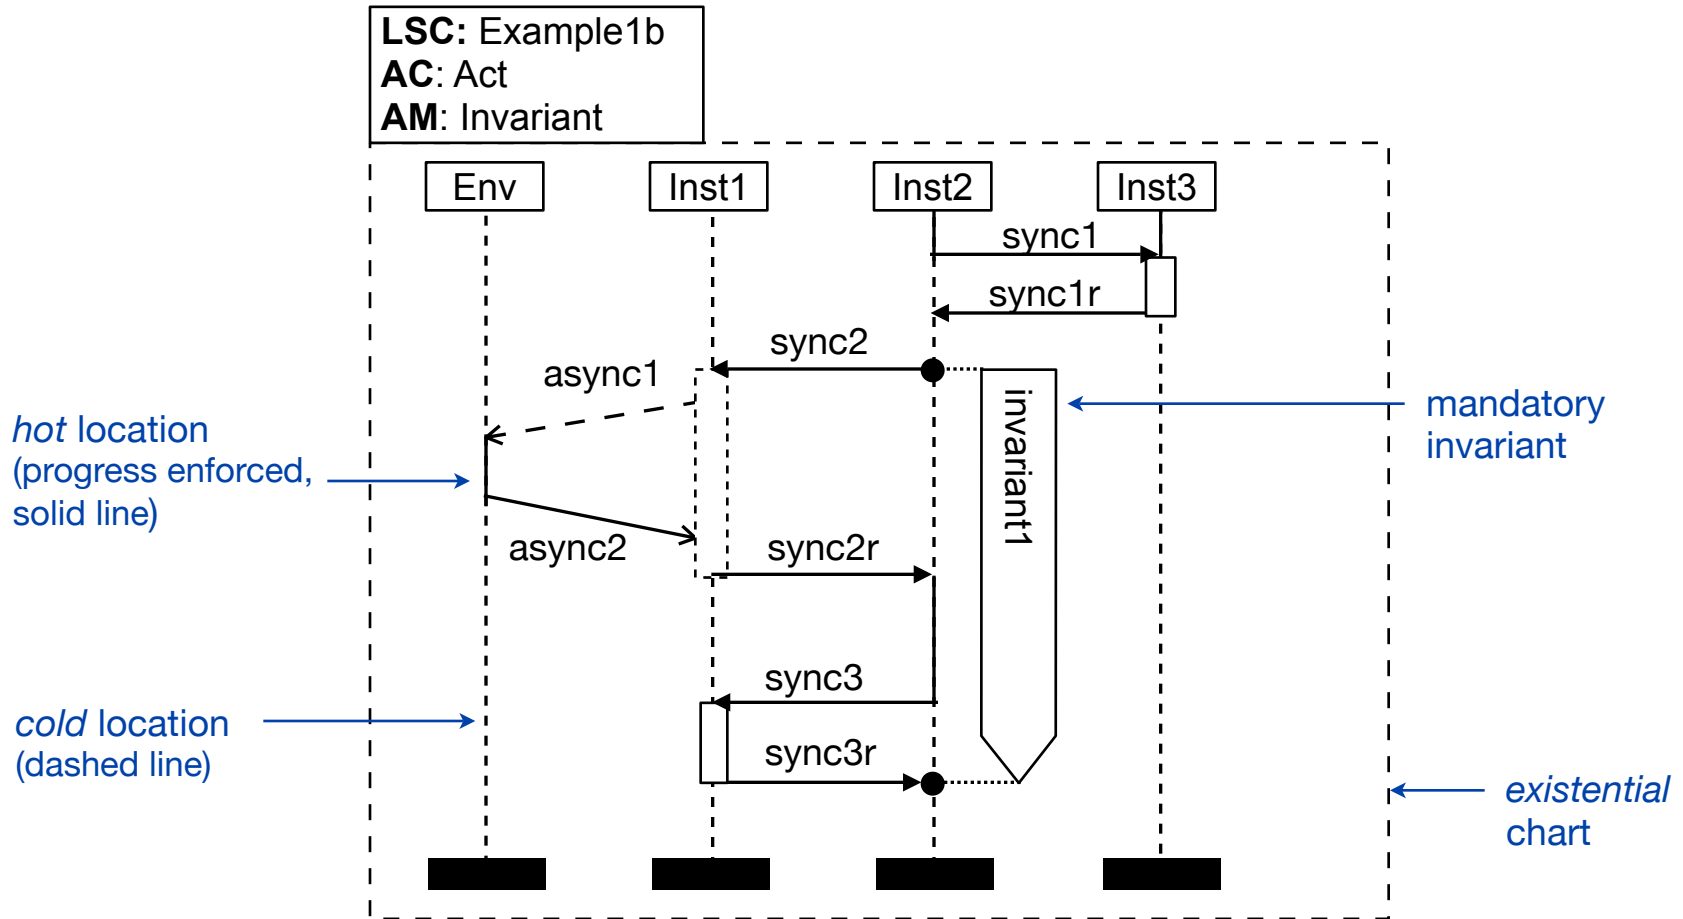 LSC: Example1b
AC: Act
AM: Invariant
Env
Inst1
Inst2
Inst3
sync1
sync1r
sync2
async1
invariant1
mandatory
invariant
hot location
(progress enforced,
solid line)
async2
sync2r
sync3
cold location
(dashed line)
sync3r
existential
chart